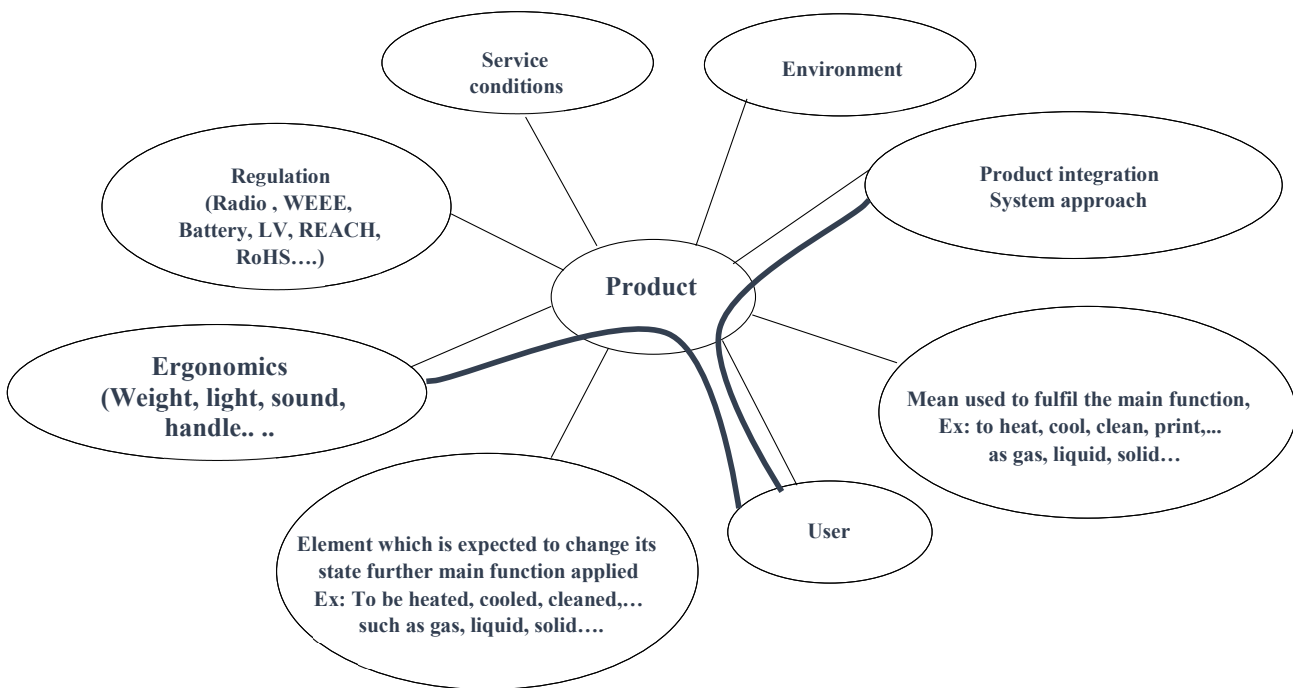 Service
conditions
Environment
Regulation
(Radio , WEEE,
Battery, LV, REACH,
RoHS….)
Product integration
System approach
Product
Ergonomics
(Weight, light, sound,
handle.. ..
Mean used to fulfil the main function,
Ex: to heat, cool, clean, print,...
as gas, liquid, solid…
Element which is expected to change its
state further main function applied
Ex: To be heated, cooled, cleaned,…
such as gas, liquid, solid….
User